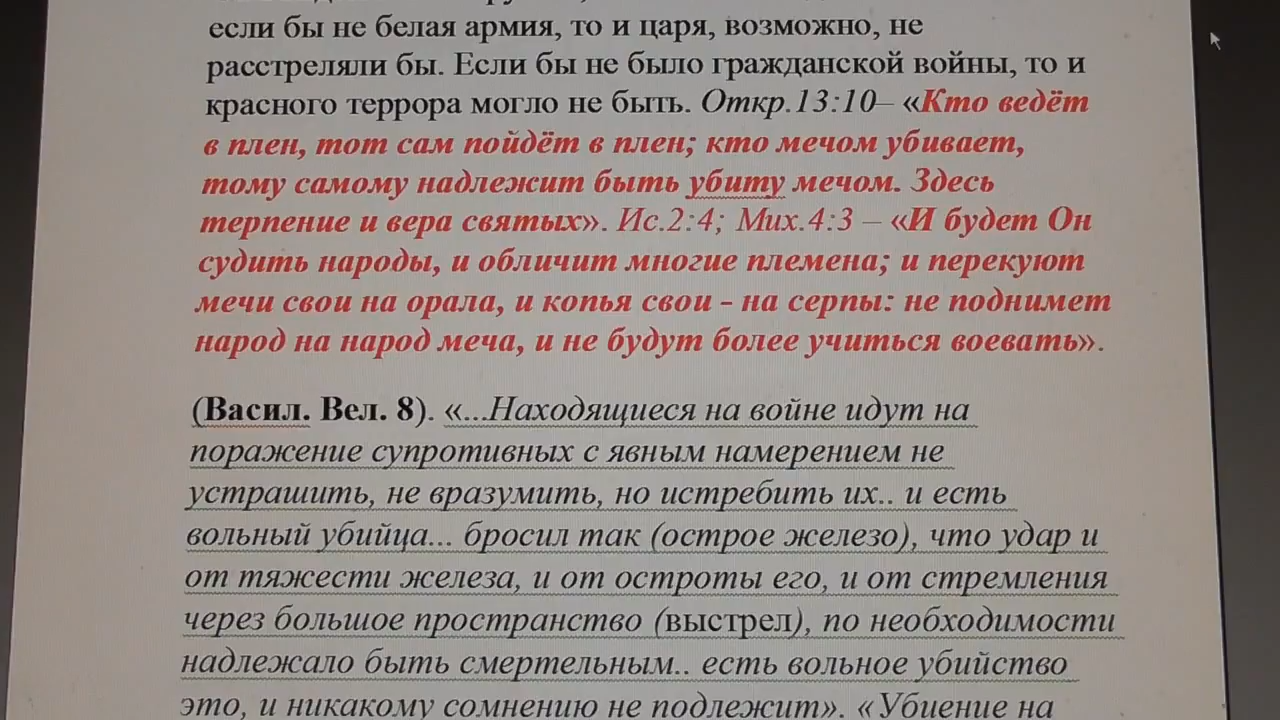 если бы не белая армия, то и царя, возможно, не
расстреляли бы. Если бы не было гражданской войны, то и
красного террора могло не быть. Откр.13:10– «Кто ведёт
в плен, тот сам пойдёт в плен; кто мечом убивает,
тому самому надлежит быть убиту мечом. Здесь
терпение и вера святых». Ис.2:4; Мих.4:3 – «И будет Он
судить народы, и обличит многие племена; и перекуют
мечи свои на орала, и копья свои - на серпы: не поднимет
народ на народ меча, и не будут более учиться воевать».
(Васил. Вел. 8). «...Находящиеся на войне идут на
поражение супротивных с явным намерением не
устрашить, не вразумить, но истребить их.. и есть
вольный убийца... бросил так (острое железо), что удар и
от тяжести железа, и от остроты его, и от стремления
через большое пространство (выстрел), по необходимости
надлежало быть смертельным.. есть вольное убийство
это, и никакому сомнению не подлежит». «Убиение на